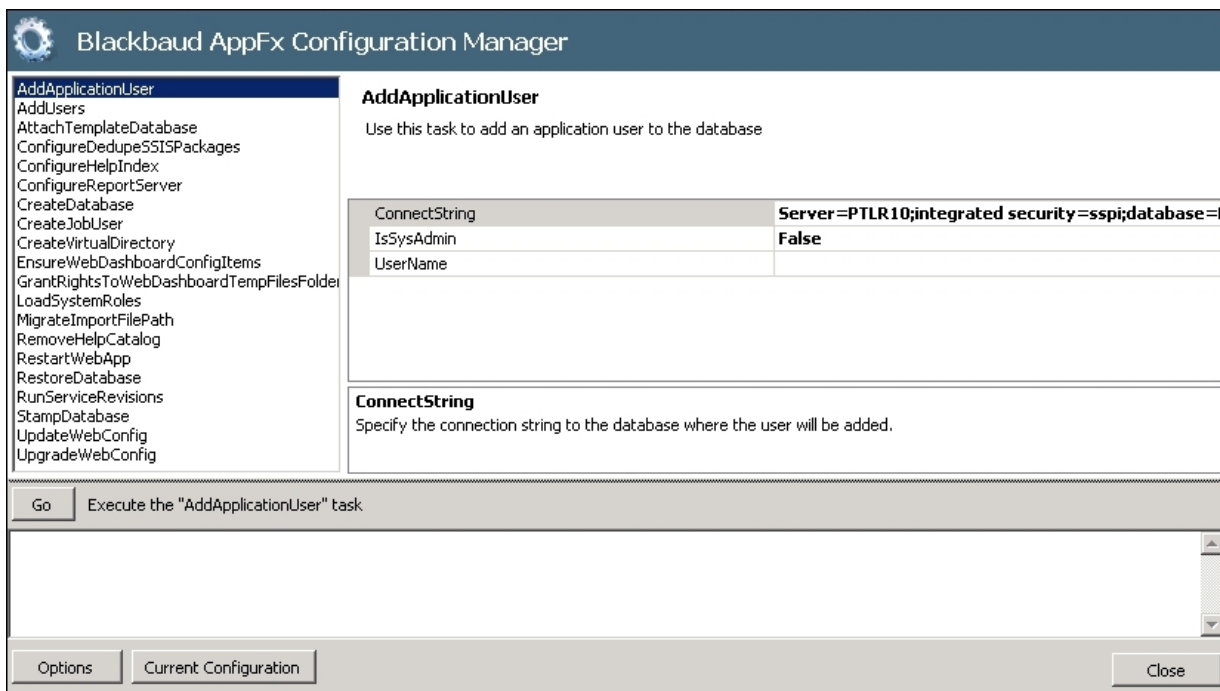 Blackbaud AppFx Configuration Manager
AddApplicationUser
AddUsers
AttachTemplateDatabase
ConfigureDedupeSSISPackages
ConfigureHelpIndex
ConfigureReportServer
CreateDatabase
CreateJobUser
CreateVirtualDirectory
EnsureWebDashboardConfigItems
GrantRightsToWebDashboardTempFilesFolder
LoadSystemRoles
MigrateImportFilePath
RemoveHelpCatalog
RestartWebApp
RestoreDatabase
RunServiceRevisions
StampDatabase
UpdateWebConfig
UpgradeWebConfig
AddApplicationUser
Use this task to add an application user to the database
ConnectString Server=PTLR10;integrated security=sspi;database=
IsSysAdmin False
UserName
ConnectString
Specify the connection string to the database where the user will be added.
Go Execute the "AddApplicationUser" task
Options Current Configuration Close